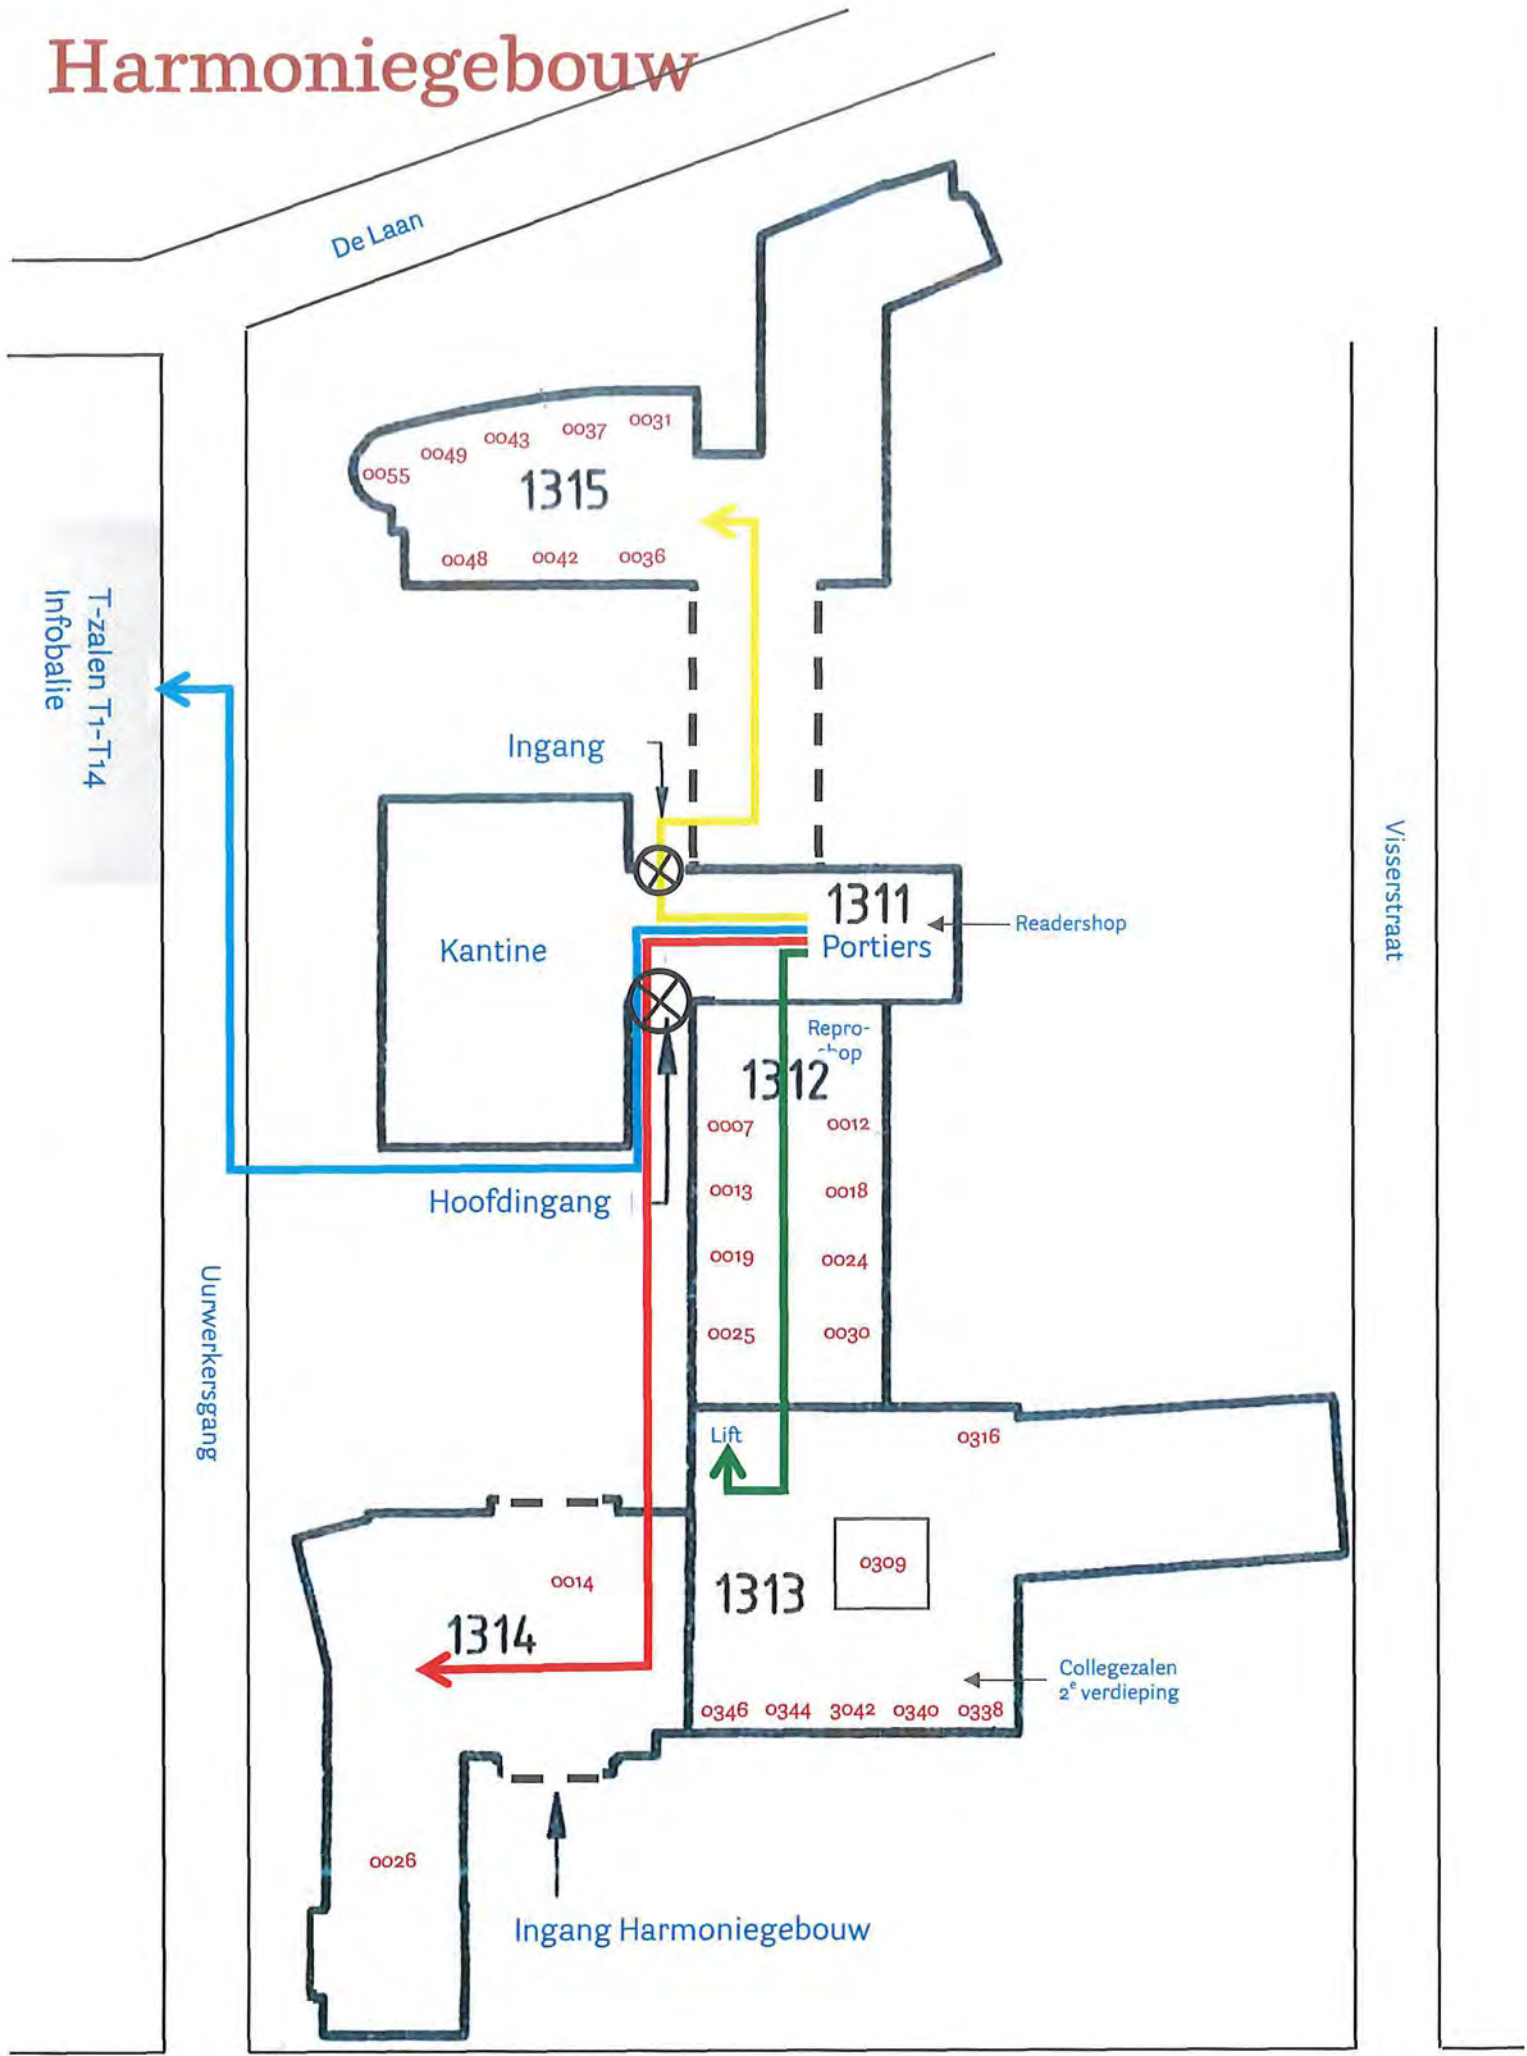 Harmoniegebouw
De Laan
0031
0037
0043
0049
0055
1315
0048 0042 0036
T-zalen T1-T14
Infobalie
Ingang
1311
Portiers
Readershop
Kantine
Visserstraat
Repro-
shop
1312
0007 0012
Hoofdingang
0013 0018
0019 0024
0025 0030
Uurwerkersgang
Lift
0316
0309
1313
0014
1314
Collegezalen
2e verdieping
0346 0344 3042 0340 0338
0026
Ingang Harmoniegebouw